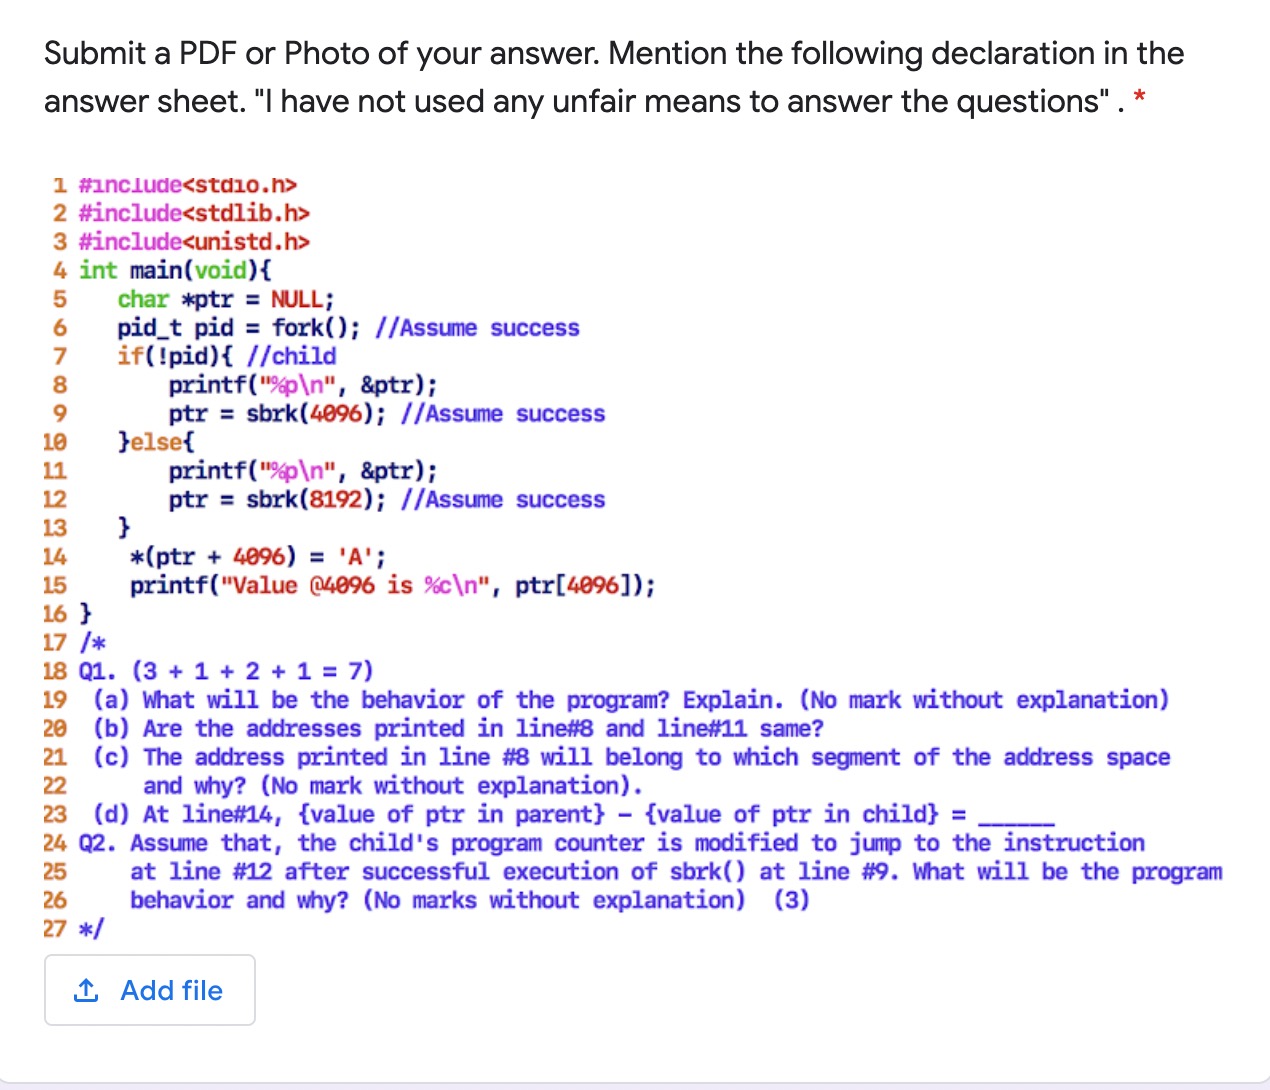 Submit a PDF or Photo of your answer. Mention the following declaration in the
answer sheet. "I have not used any unfair means to answer the questions" . *
1 #include<stdio.h>
2 #include<stdlib.h>
3 #include<unistd.h>
4 int main(void){
5    char *ptr = NULL;
6    pid_t pid = fork(); //Assume success
7    if(!pid){ //child
8        printf("%p\n", &ptr);
9        ptr = sbrk(4096); //Assume success
10    }else{
11        printf("%p\n", &ptr);
12        ptr = sbrk(8192); //Assume success
13    }
14     *(ptr + 4096) = 'A';
15     printf("Value @4096 is %c\n", ptr[4096]);
16 }
17 /*
18 Q1. (3 + 1 + 2 + 1 = 7)
19  (a) What will be the behavior of the program? Explain. (No mark without explanation)
20  (b) Are the addresses printed in line#8 and line#11 same?
21  (c) The address printed in line #8 will belong to which segment of the address space
22      and why? (No mark without explanation).
23  (d) At line#14, {value of ptr in parent} – {value of ptr in child} = ______
24 Q2. Assume that, the child's program counter is modified to jump to the instruction
25     at line #12 after successful execution of sbrk() at line #9. What will be the program
26     behavior and why? (No marks without explanation)  (3)
27 */
Add file